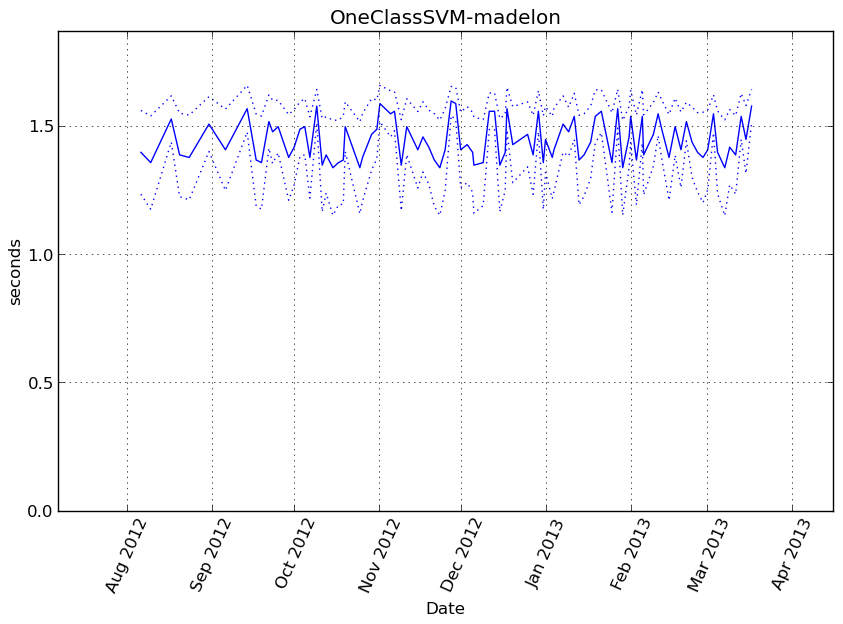 OneClassSVM-madelon
seconds
1.5
1.0
0.5
0.0
Aug 2012
Sep 2012
Oct 2012
Nov 2012
Dec 2012
Jan 2013
Feb 2013
Mar 2013
Apr 2013
Date